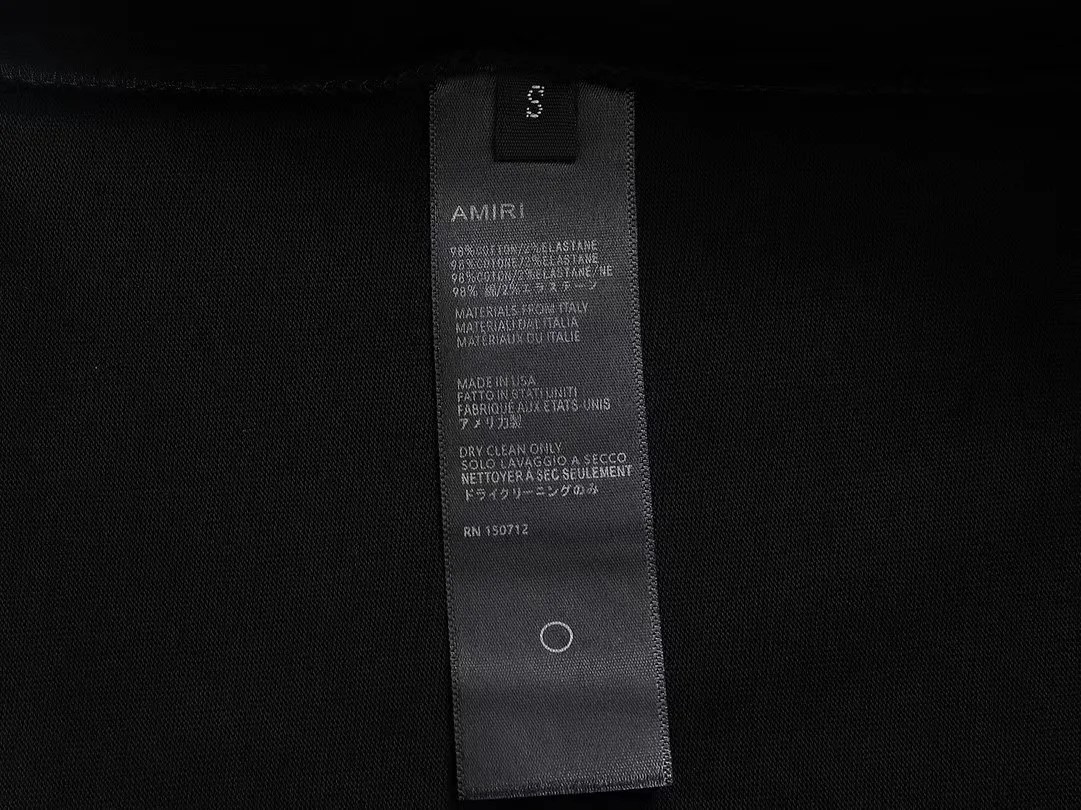 S
AMIRI
98%COTTON/2%ELASTANE
98%COTONE/2%ELASTANE
98%COTON/2%ELASTANE/NE
98% 綿/2%エラステーン
MATERIALS FROM ITALY
MATERIALI DAL ITALIA
MATERIAUX DU ITALIE
MADE IN USA
FATTO IN STATI UNITI
FABRIQUÉ AUX ETATS-UNIS
アメリカ製
DRY CLEAN ONLY
SOLO LAVAGGIO A SECCO
NETTOYER À SEC SEULEMENT
ドライクリーニングのみ
RN 150712